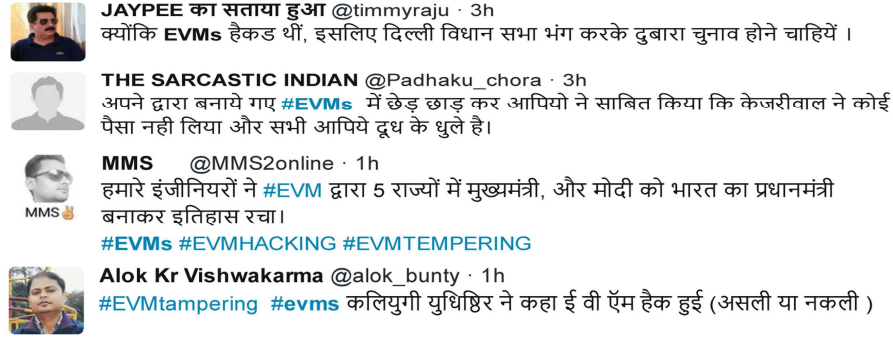 JAYPEE का सताया हुआ @timmyraju · 3h
क्योंकि EVMs हैकड थीं, इसलिए दिल्ली विधान सभा भंग करके दुबारा चुनाव होने चाहियें ।
THE SARCASTIC INDIAN @Padhaku_chora · 3h
अपने द्वारा बनाये गए #EVMs में छेड़ छाड़ कर आपियो ने साबित किया कि केजरीवाल ने कोई
पैसा नही लिया और सभी आपिये दूध के धुले है।
MMS @MMS2online · 1h
हमारे इंजीनियरों ने #EVM द्वारा 5 राज्यों में मुख्यमंत्री, और मोदी को भारत का प्रधानमंत्री
MMS✌
बनाकर इतिहास रचा।
#EVMs #EVMHACKING #EVMTEMPERING
Alok Kr Vishwakarma @alok_bunty · 1h
#EVMtampering #evms कलियुगी युधिष्ठिर ने कहा ई वी ऍम हैक हुई (असली या नकली )